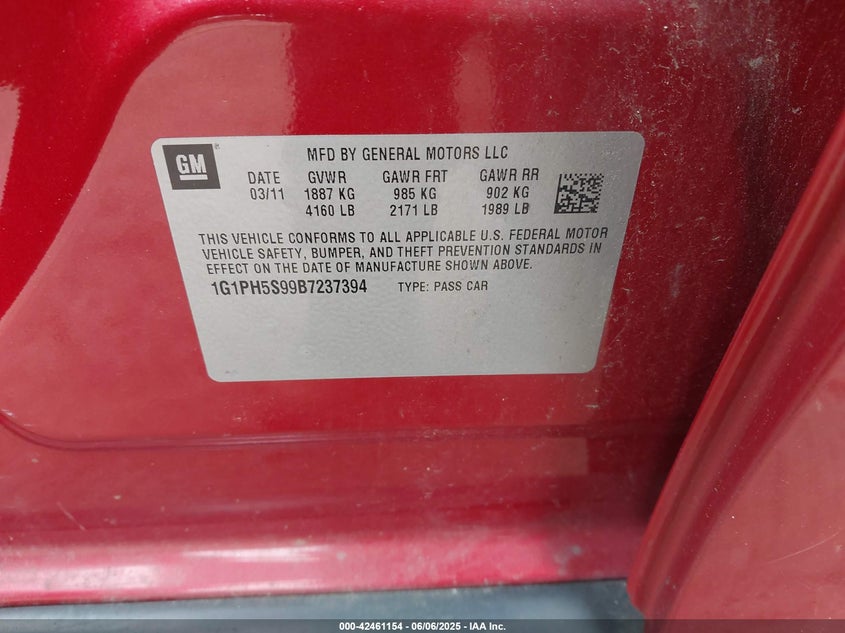 GM
MFD BY GENERAL MOTORS LLC
DATE GVWR GAWR FRT GAWR RR
03/11 1887 KG 985 KG 902 KG
4160 LB 2171 LB 1989 LB
THIS VEHICLE CONFORMS TO ALL APPLICABLE U.S. FEDERAL MOTOR
VEHICLE SAFETY, BUMPER, AND THEFT PREVENTION STANDARDS IN
EFFECT ON THE DATE OF MANUFACTURE SHOWN ABOVE.
1G1PH5S99B7237394 TYPE: PASS CAR
000-42461154 - 06/06/2025 - IAA Inc.